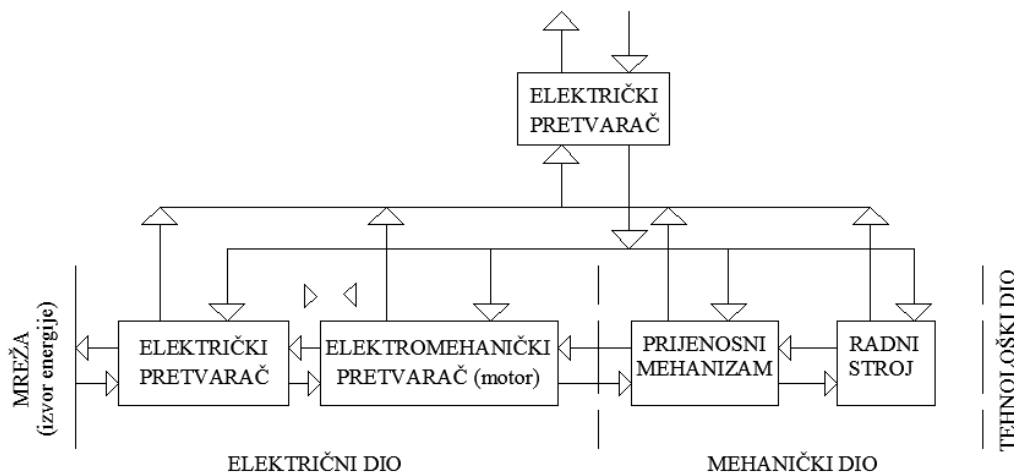 ELEKTRIČKI
PRETVARAČ
MREŽA
(izvor energije)
ELEKTRIČKI
PRETVARAČ
ELEKTROMEHANIČKI
PRETVARAČ (motor)
PRIJENOSNI
MEHANIZAM
RADNI
STROJ
TEHNOLOŠKI DIO
ELEKTRIČNI DIO
MEHANIČKI DIO